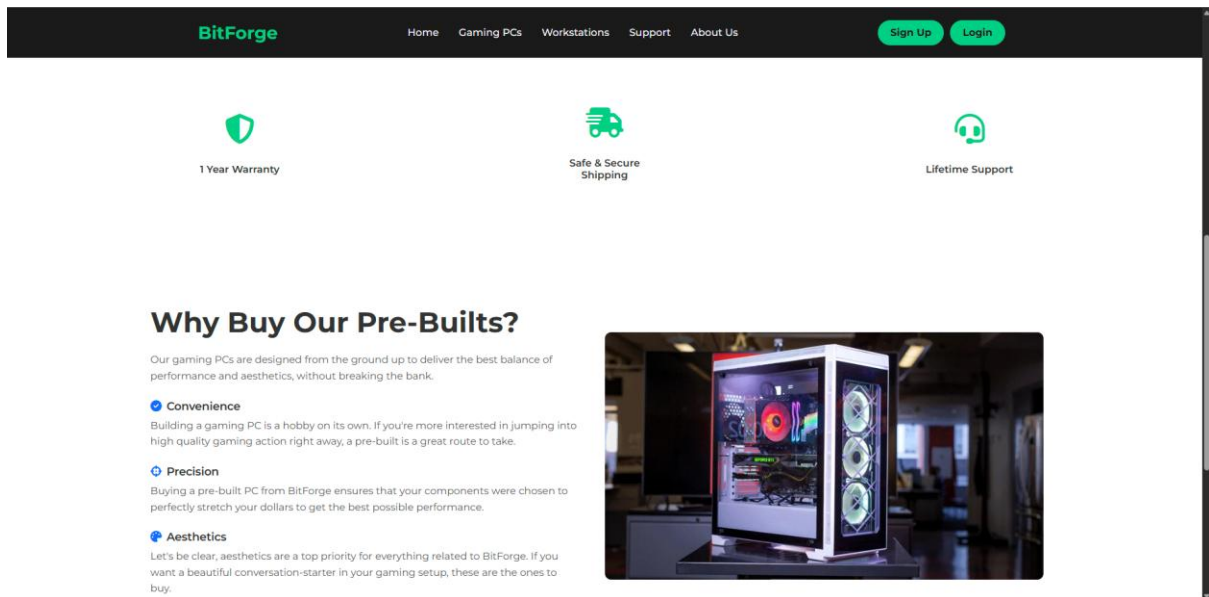 BitForge
Home Gaming PCs Workstations Support About Us
Sign Up Login
1 Year Warranty
Safe & Secure
Shipping
Lifetime Support
Why Buy Our Pre-Builts?
Our gaming PCs are designed from the ground up to deliver the best balance of
performance and aesthetics, without breaking the bank.
Convenience
Building a gaming PC is a hobby on its own. If you're more interested in jumping into
high quality gaming action right away, a pre-built is a great route to take.
Precision
Buying a pre-built PC from BitForge ensures that your components were chosen to
perfectly stretch your dollars to get the best possible performance.
Aesthetics
Let's be clear, aesthetics are a top priority for everything related to BitForge. If you
want a beautiful conversation-starter in your gaming setup, these are the ones to
buy.